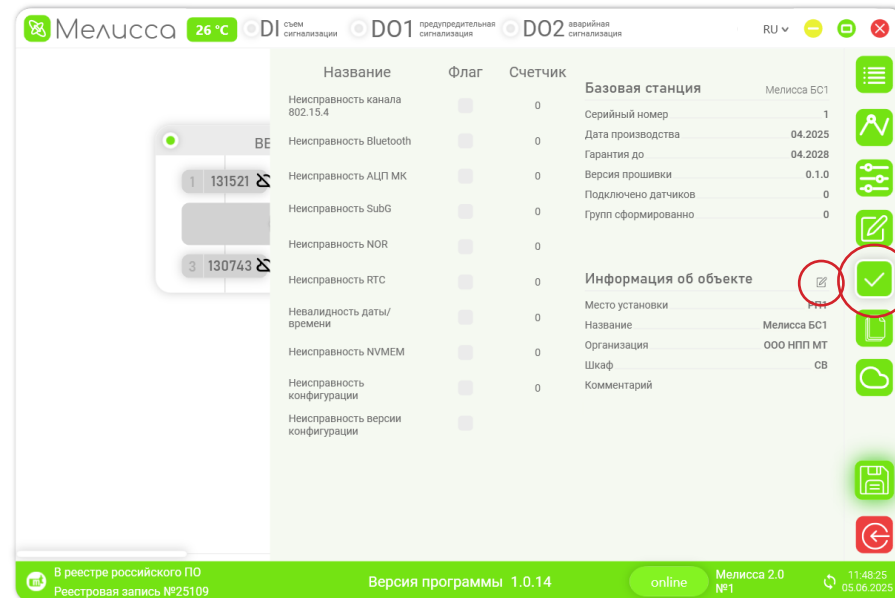 Мелисса 26 °C DI съем сигнализации DO1 предупредительная сигнализация DO2 аварийная сигнализация RU
Название Флаг Счетчик
Неисправность канала
802.15.4 0
Неисправность Bluetooth 0
Неисправность АЦП МК 0
Неисправность SubG 0
Неисправность NOR 0
Неисправность RTC 0
Невалидность даты/
времени 0
Неисправность NVMEM 0
Неисправность
конфигурации 0
Неисправность версии
конфигурации
1 131521
3 130743
Базовая станция Мелисса БС1
Серийный номер 1
Дата производства 04.2025
Гарантия до 04.2028
Версия прошивки 0.1.0
Подключено датчиков 0
Групп сформированно 0
Информация об объекте
Место установки РП1
Название Мелисса БС1
Организация ООО НПП МТ
Шкаф СВ
Комментарий
В реестре российского ПО
Реестровая запись №25109
Версия программы 1.0.14
online
Мелисса 2.0
№1
11:48:25
05.06.2025